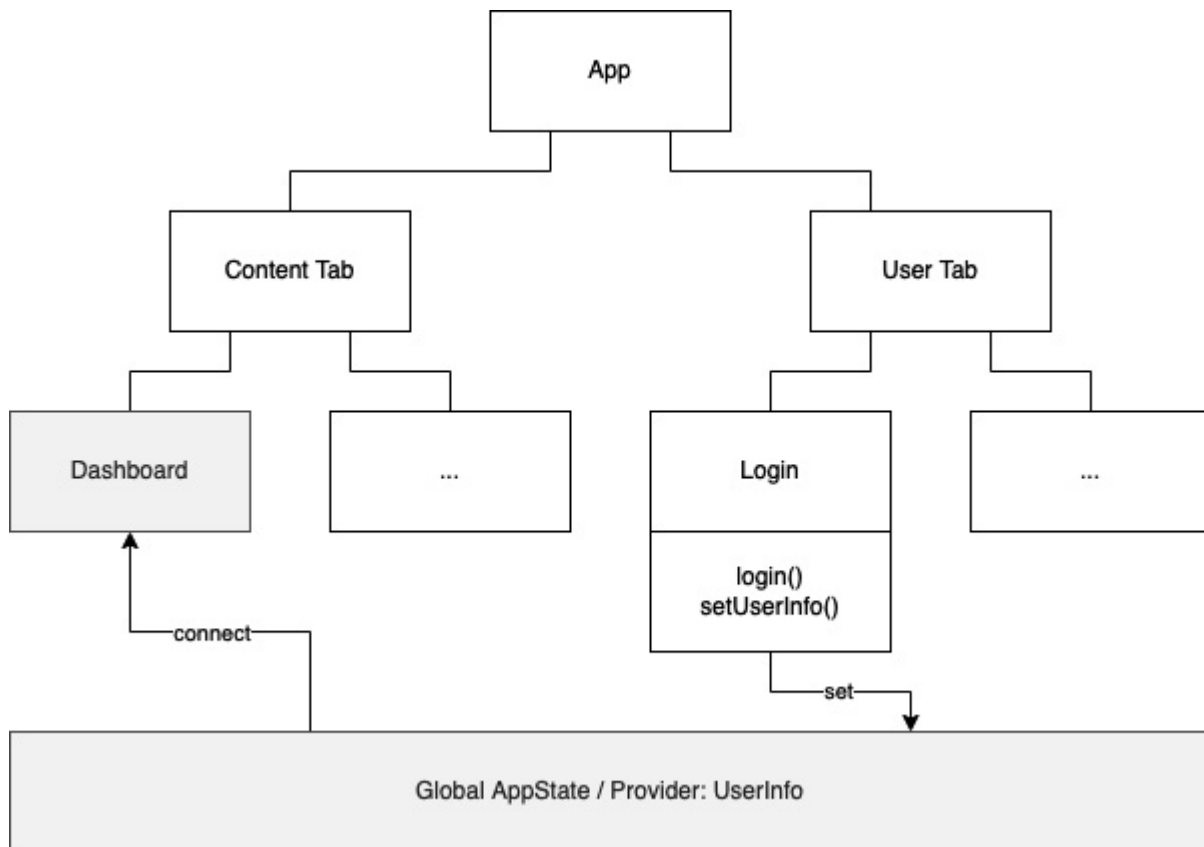 App
Content Tab
User Tab
Dashboard
...
Login
...
login()
setUserInfo()
connect
set
Global AppState / Provider: UserInfo